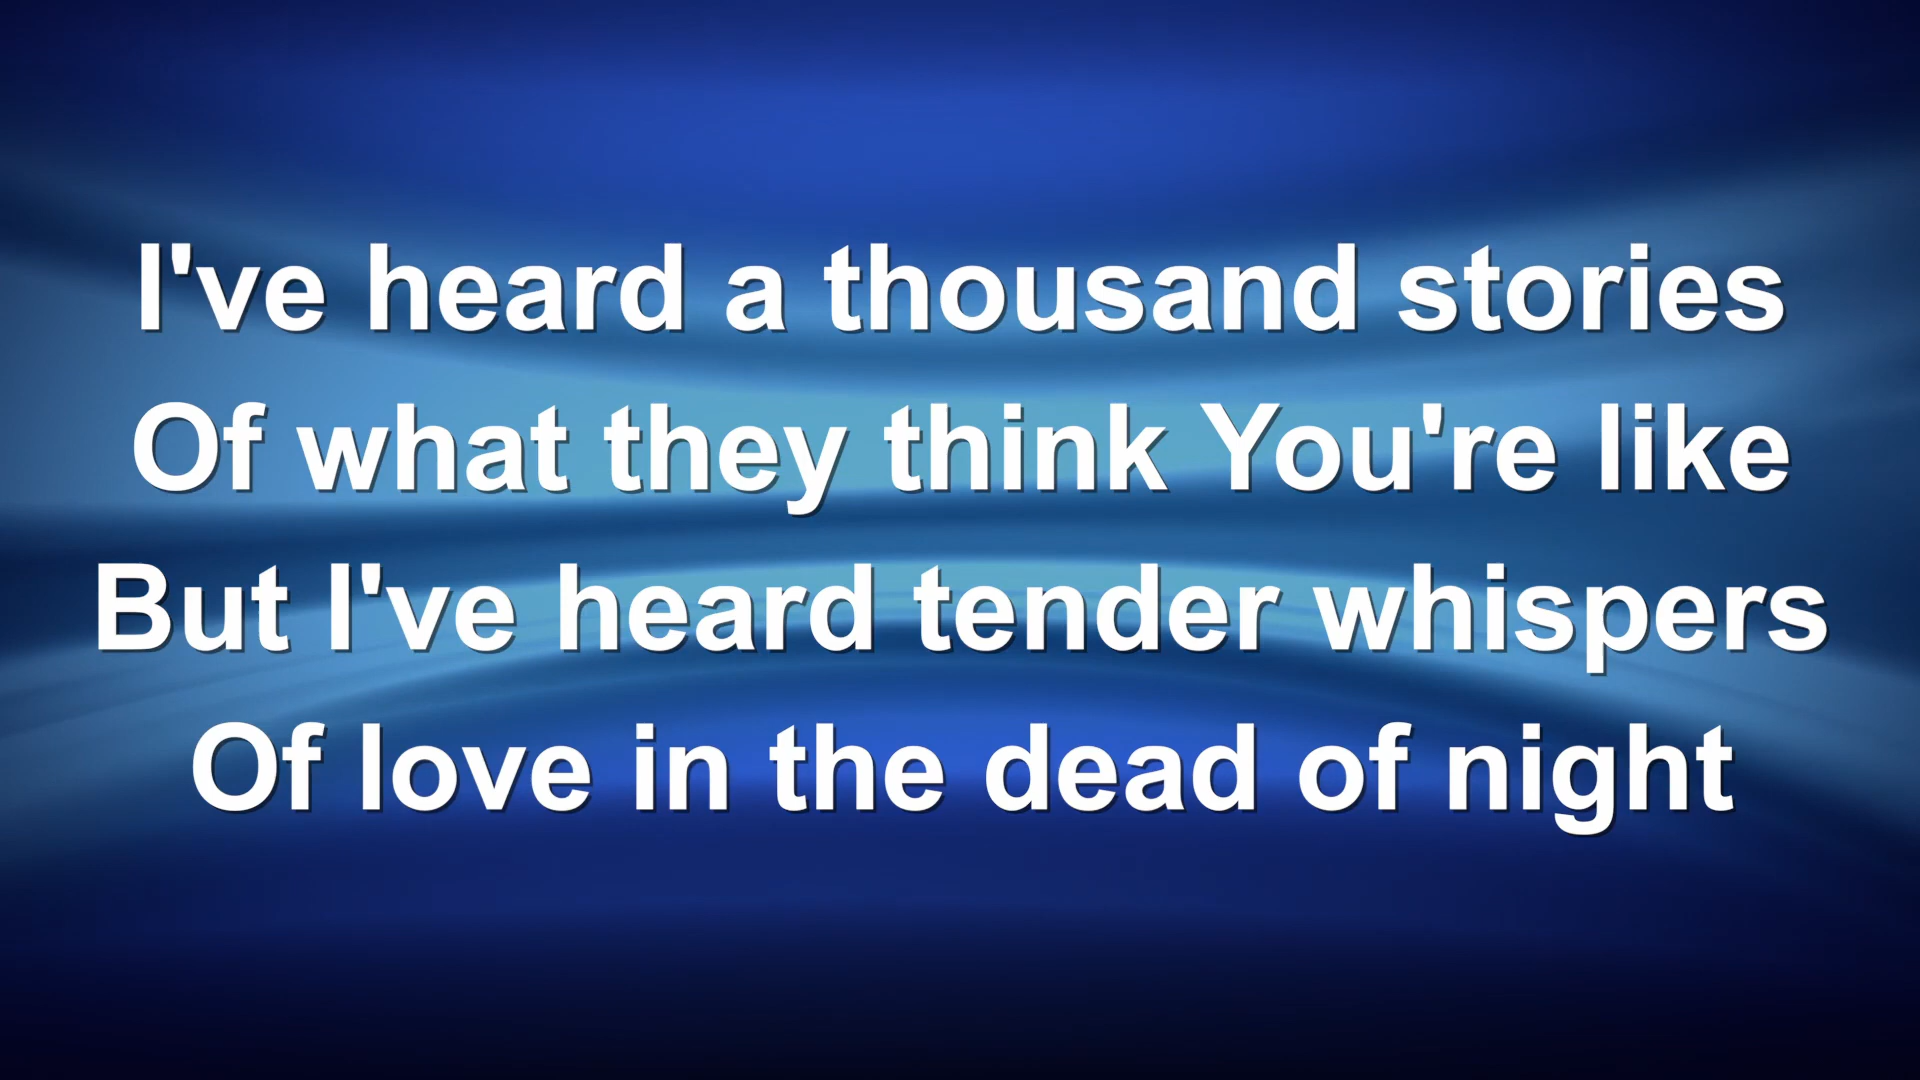 I've heard a thousand stories
Of what they think You're like
But I've heard tender whispers
Of love in the dead of night